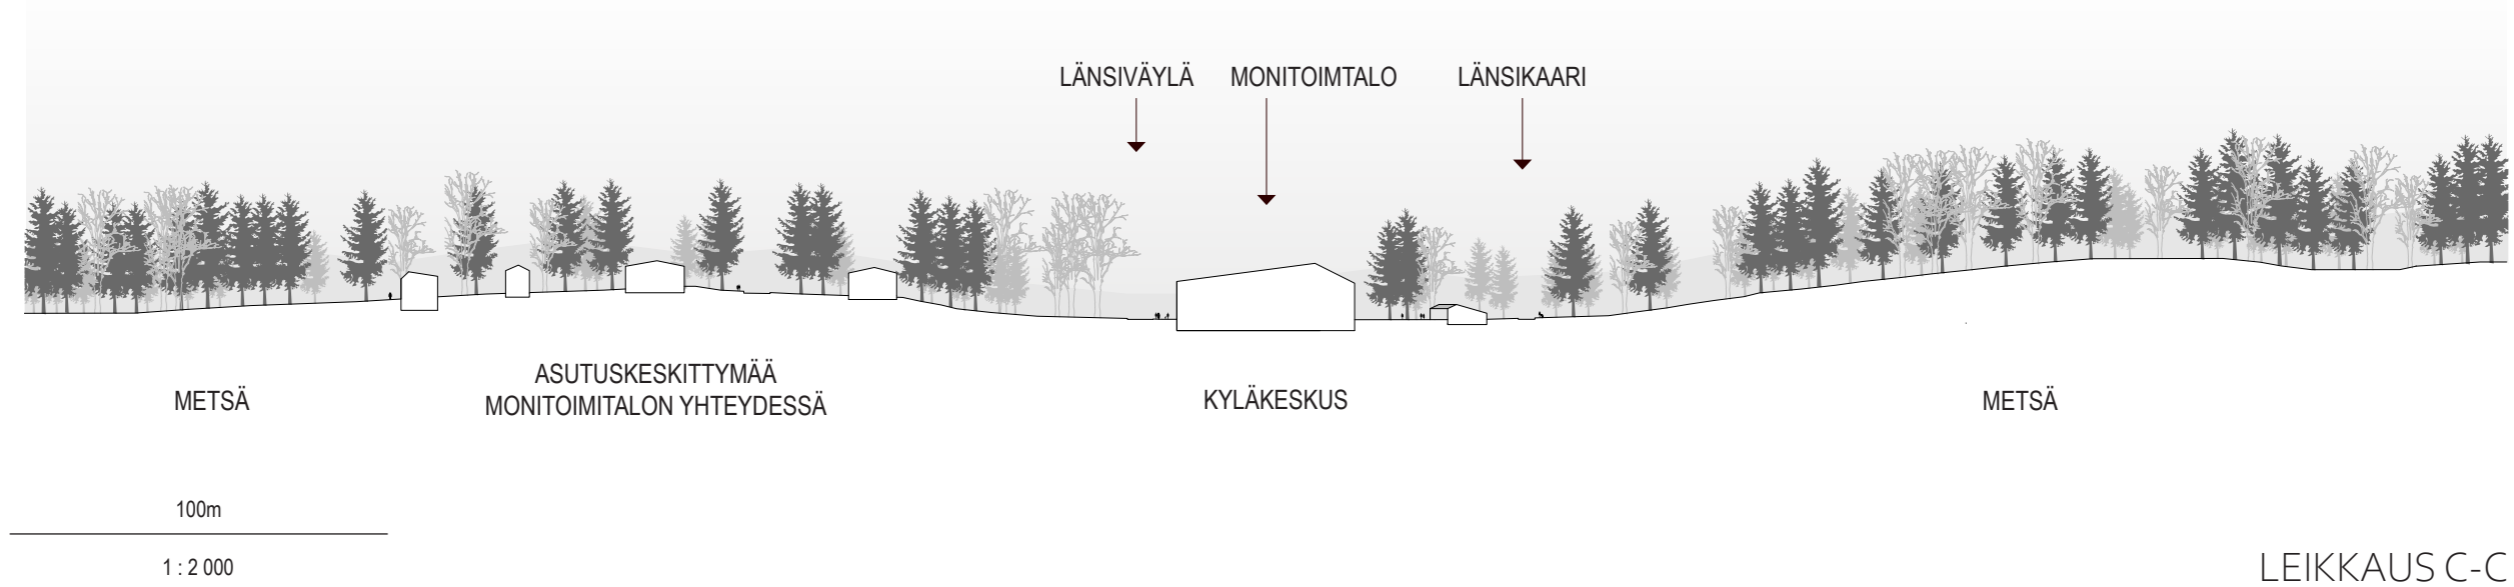 LÄNSIVÄYLÄ
MONITOIMTALO
LÄNSIKAARI
METSÄ
ASUTUSKESKITTYMÄÄ
MONITOIMITALON YHTEYDESSÄ
KYLÄKESKUS
METSÄ
100m
1 : 2 000
LEIKKAUS C-C